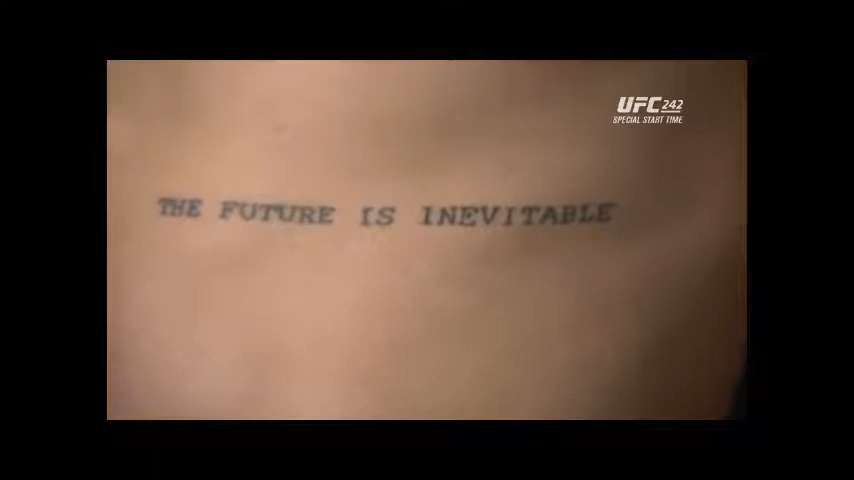 UFC 242
SPECIAL START TIME
THE FUTURE IS INEVITABLE